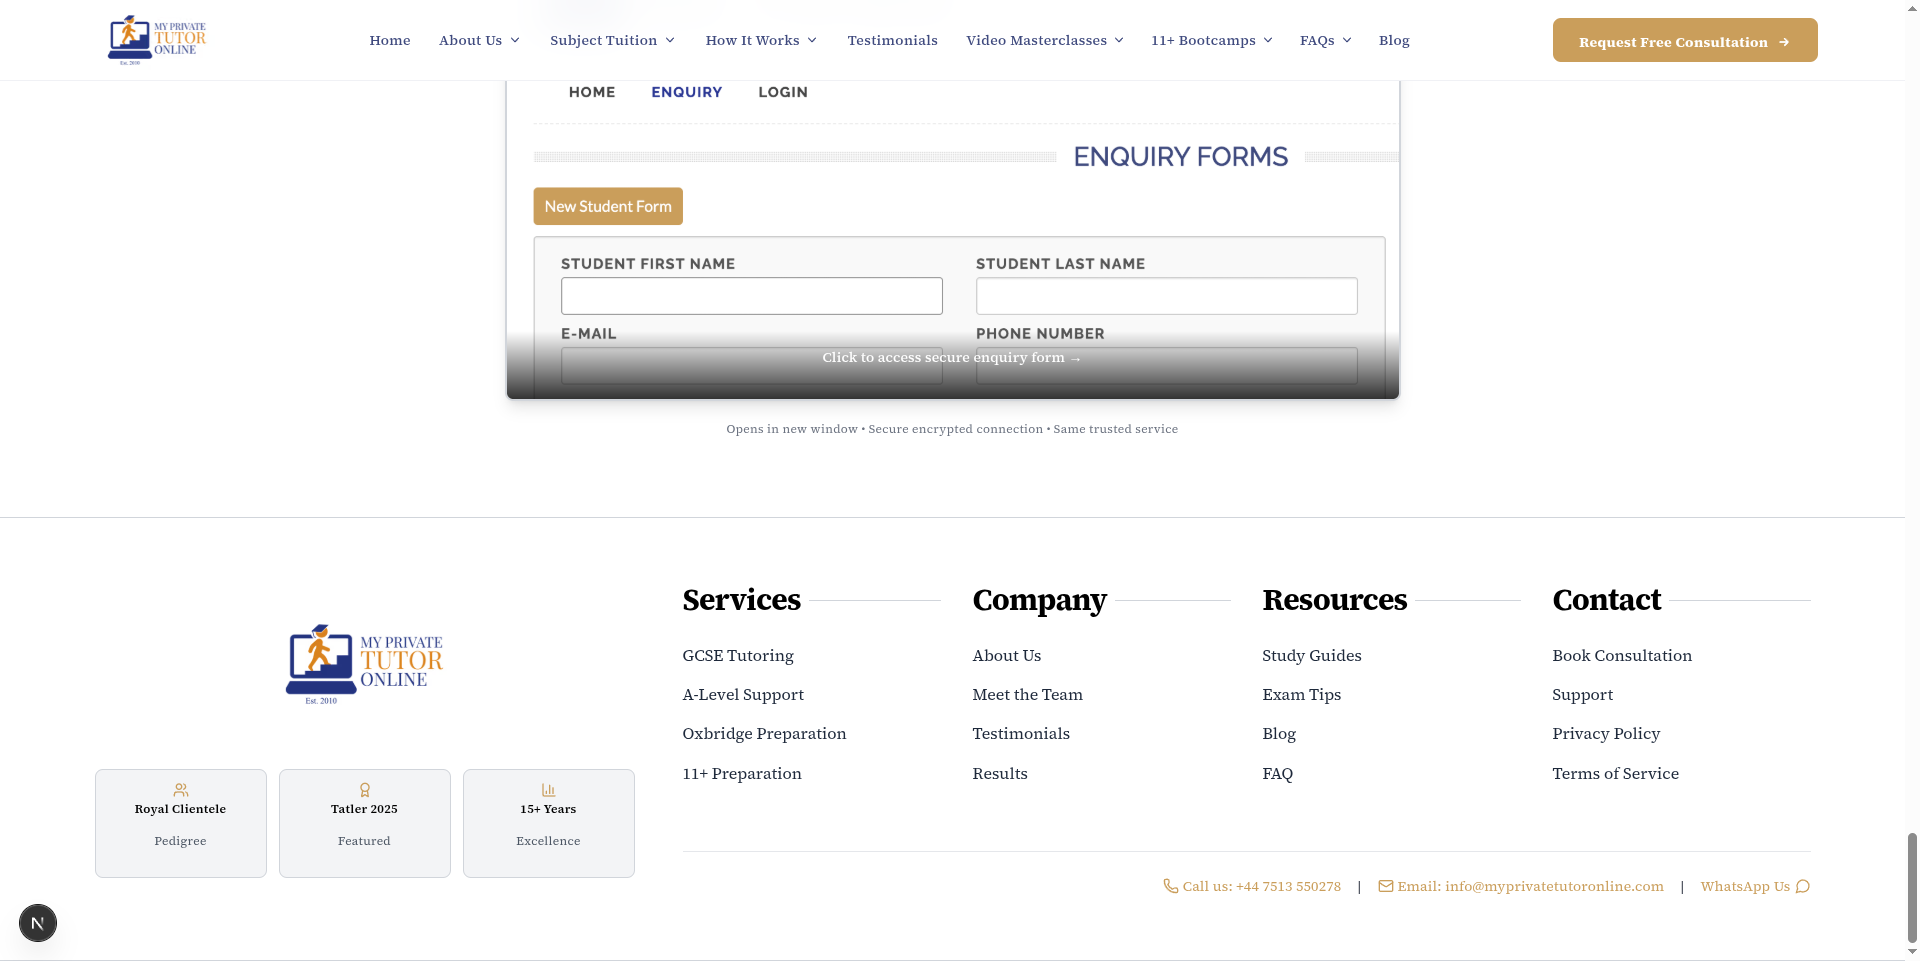 MY PRIVATE
TUTOR
ONLINE
Est. 2010
Home
About Us
Subject Tuition
How It Works
Testimonials
Video Masterclasses
11+ Bootcamps
FAQs
Blog
Request Free Consultation →
HOME
ENQUIRY
LOGIN
ENQUIRY FORMS
New Student Form
STUDENT FIRST NAME
STUDENT LAST NAME
E-MAIL
PHONE NUMBER
Click to access secure enquiry form →
Opens in new window • Secure encrypted connection • Same trusted service
MY PRIVATE
TUTOR
ONLINE
Est. 2010
Royal Clientele
Pedigree
Tatler 2025
Featured
15+ Years
Excellence
Services
GCSE Tutoring
A-Level Support
Oxbridge Preparation
11+ Preparation
Company
About Us
Meet the Team
Testimonials
Results
Resources
Study Guides
Exam Tips
Blog
FAQ
Contact
Book Consultation
Support
Privacy Policy
Terms of Service
Call us: +44 7513 550278 | Email: info@myprivatetutoronline.com | WhatsApp Us
N